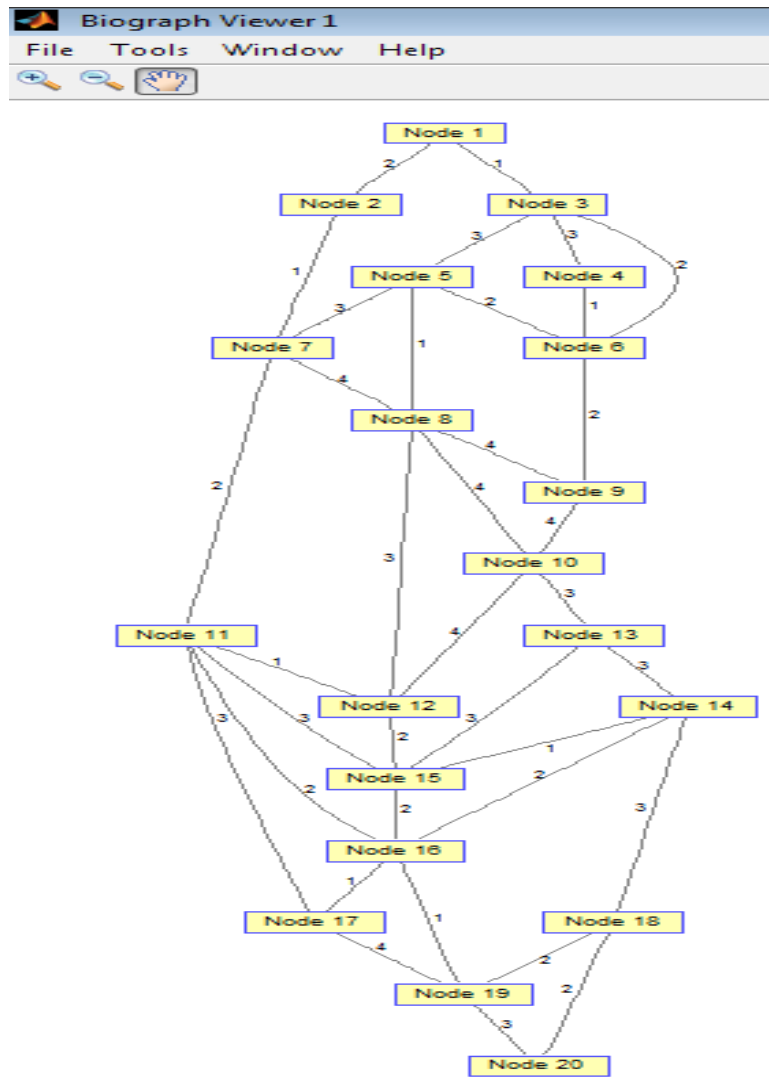 Biograph Viewer 1
File Tools Window Help
Node 1
2 1
Node 2 Node 3
3 3 2
1 Node 5 Node 4
3 2 1
Node 7 1 Node 6
4
Node 8 2
4
2 4 Node 9
4
3 Node 10
3
Node 11 4 Node 13
1 3
Node 12 Node 14
3 3 3
2 1
Node 15 2
2 2 3
Node 16
1
Node 17 1 Node 18
4 2
Node 19 2
3
Node 20